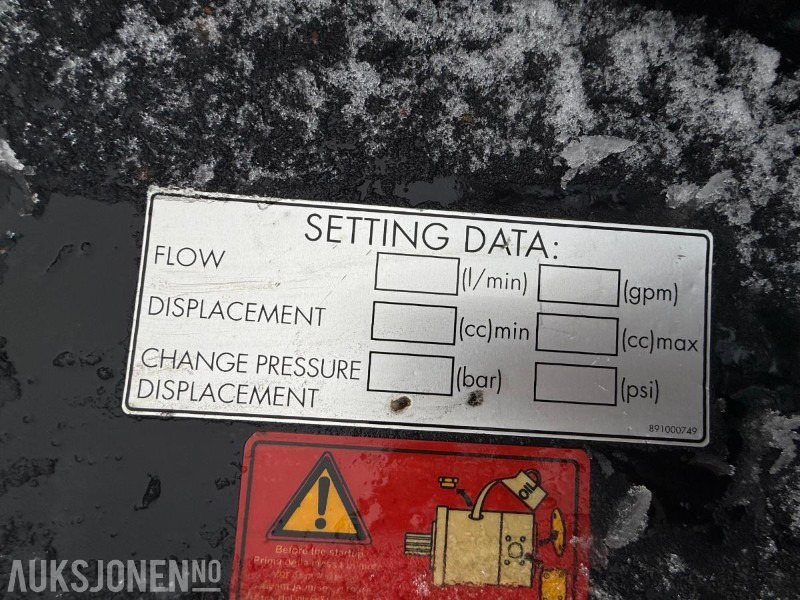 SETTING DATA:
FLOW (l/min) (gpm)
DISPLACEMENT (cc)min (cc)max
CHANGE PRESSURE (bar) (psi)
DISPLACEMENT
891000749
OIL
Before the startup
AUKSJONEN.NO